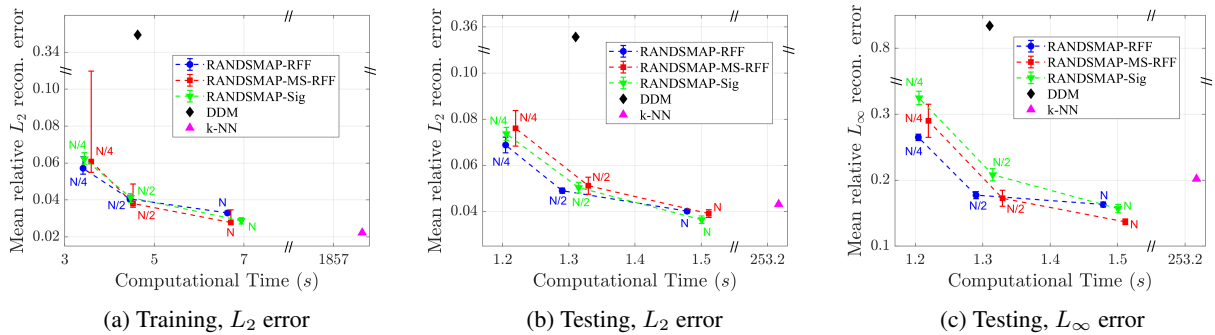 Mean relative L₂ recon. error
0.34
0.10
0.08
0.06
0.04
0.02
RANDSMAP-RFF
RANDSMAP-MS-RFF
RANDSMAP-Sig
DDM
k-NN
N/4
N/4
N/4
N/2
N/2
N/2
N
N
N
3 5 7 1857
Computational Time (s)
(a) Training, L₂ error
Mean relative L₂ recon. error
0.36
0.10
0.08
0.06
0.04
RANDSMAP-RFF
RANDSMAP-MS-RFF
RANDSMAP-Sig
DDM
k-NN
N/4
N/4
N/4
N/2
N/2
N/2
N
N
N
1.2 1.3 1.4 1.5 253.2
Computational Time (s)
(b) Testing, L₂ error
Mean relative L∞ recon. error
0.8
0.3
0.2
0.1
RANDSMAP-RFF
RANDSMAP-MS-RFF
RANDSMAP-Sig
DDM
k-NN
N/4
N/4
N/4
N/2
N/2
N/2
N
N
N
1.2 1.3 1.4 1.5 253.2
Computational Time (s)
(c) Testing, L∞ error